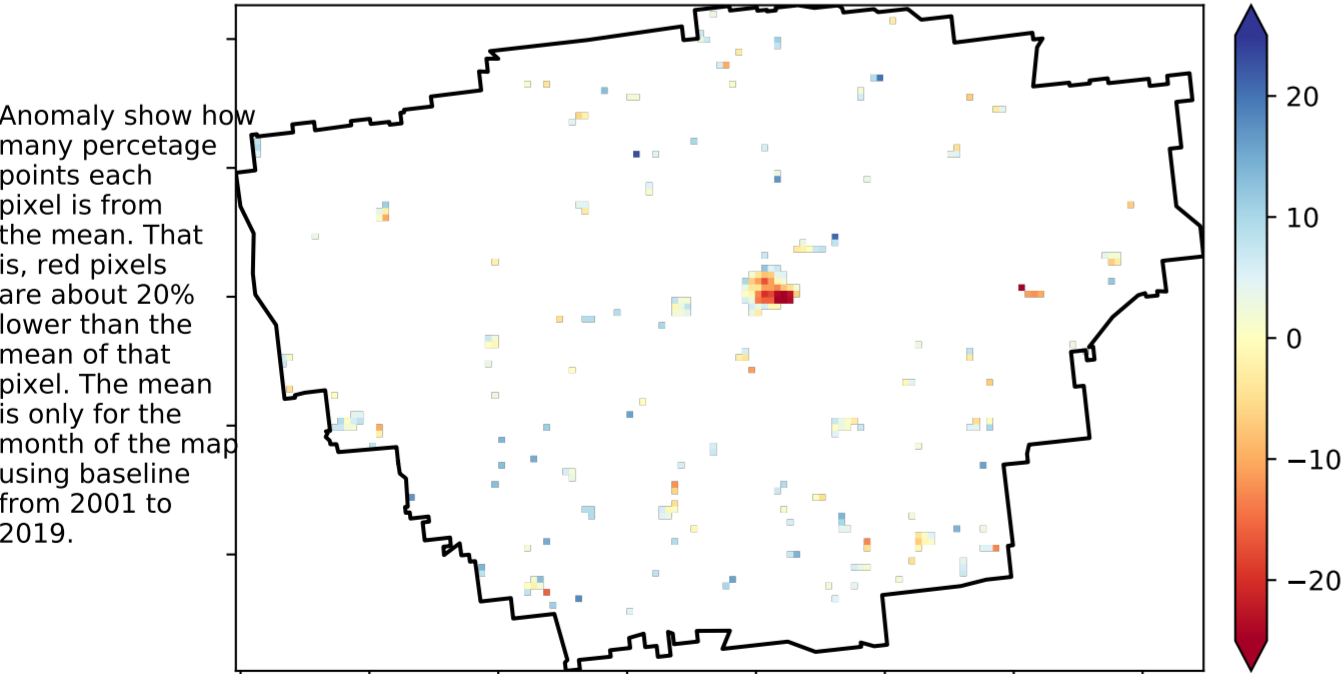 Anomaly show how
many percetage
points each
pixel is from
the mean. That
is, red pixels
are about 20%
lower than the
mean of that
pixel. The mean
is only for the
month of the map
using baseline
from 2001 to
2019.
20
10
0
−10
−20